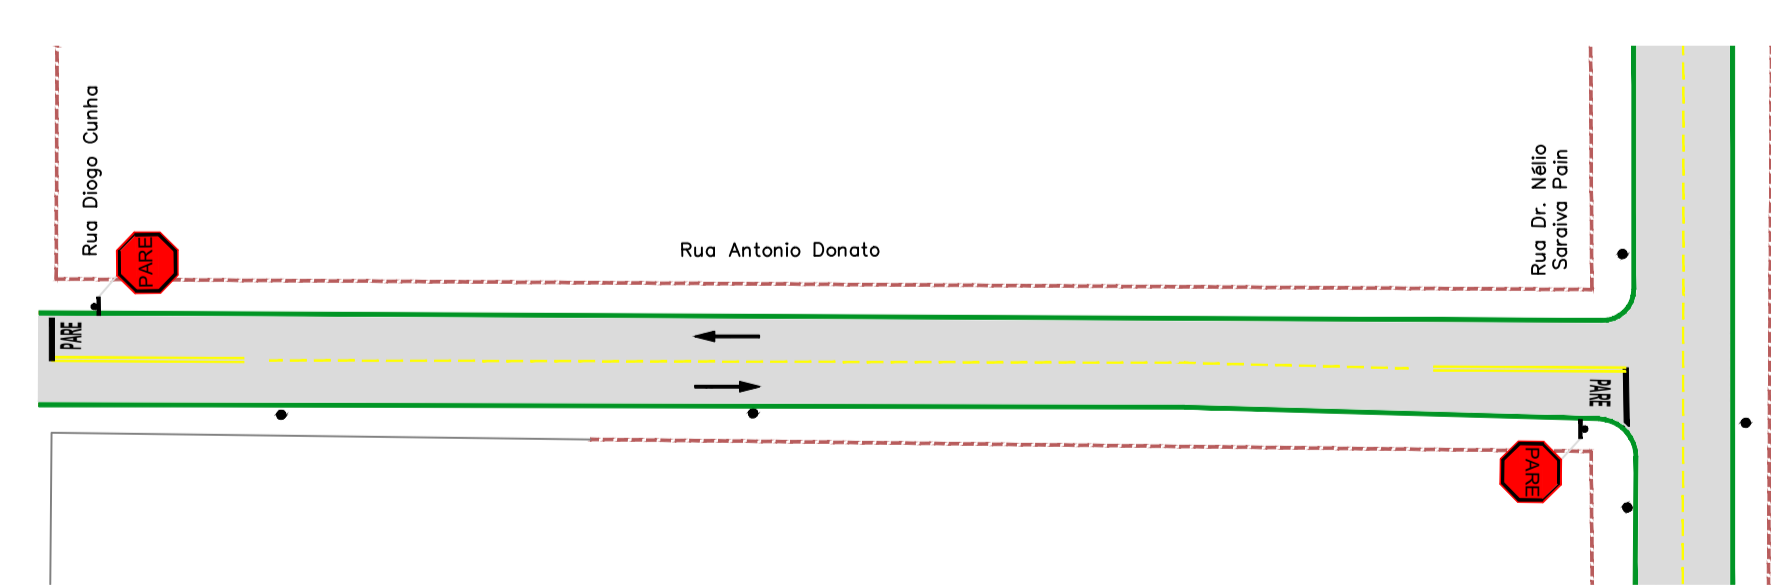 Rua Diogo Cunha
PARE
PARE
Rua Antonio Donato
Rua Dr. Nélio
Saraiva Pain
PARE
PARE